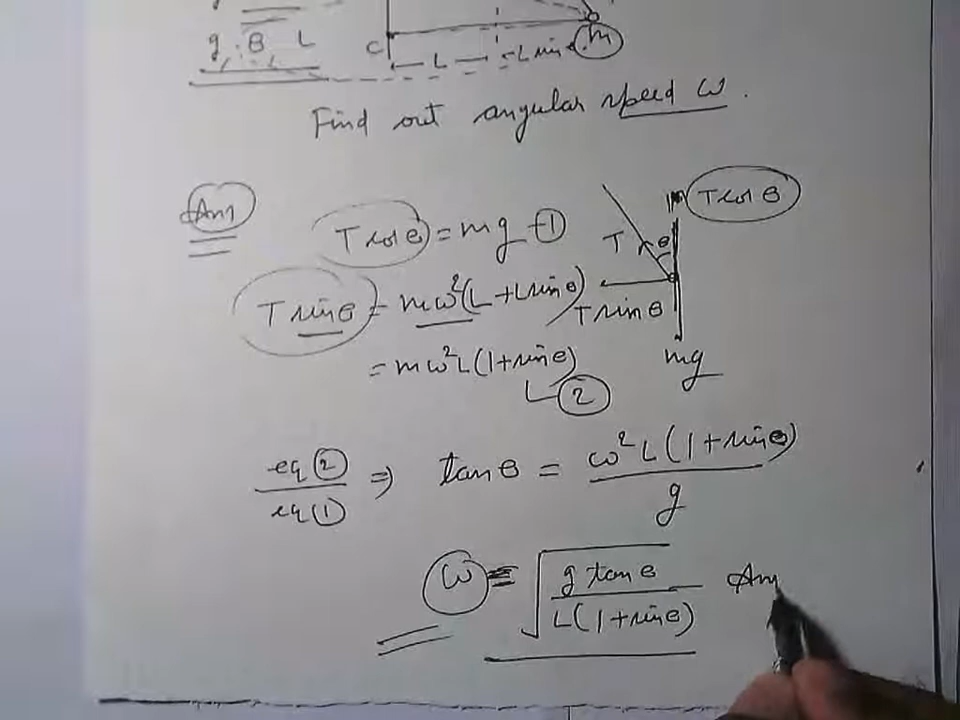 g, θ, L
C L L sin m
Find out angular speed ω.
Ans
T cos θ = mg -①
T cos θ
T θ
T sin θ = mω²(L + L sin θ)
T sin θ
= mω²L(1 + sin θ)
②
mg
eq ② / eq ① ⇒ tan θ = ω²L(1 + sin θ) / g
ω = √(g tan θ / L(1 + sin θ)) Ans